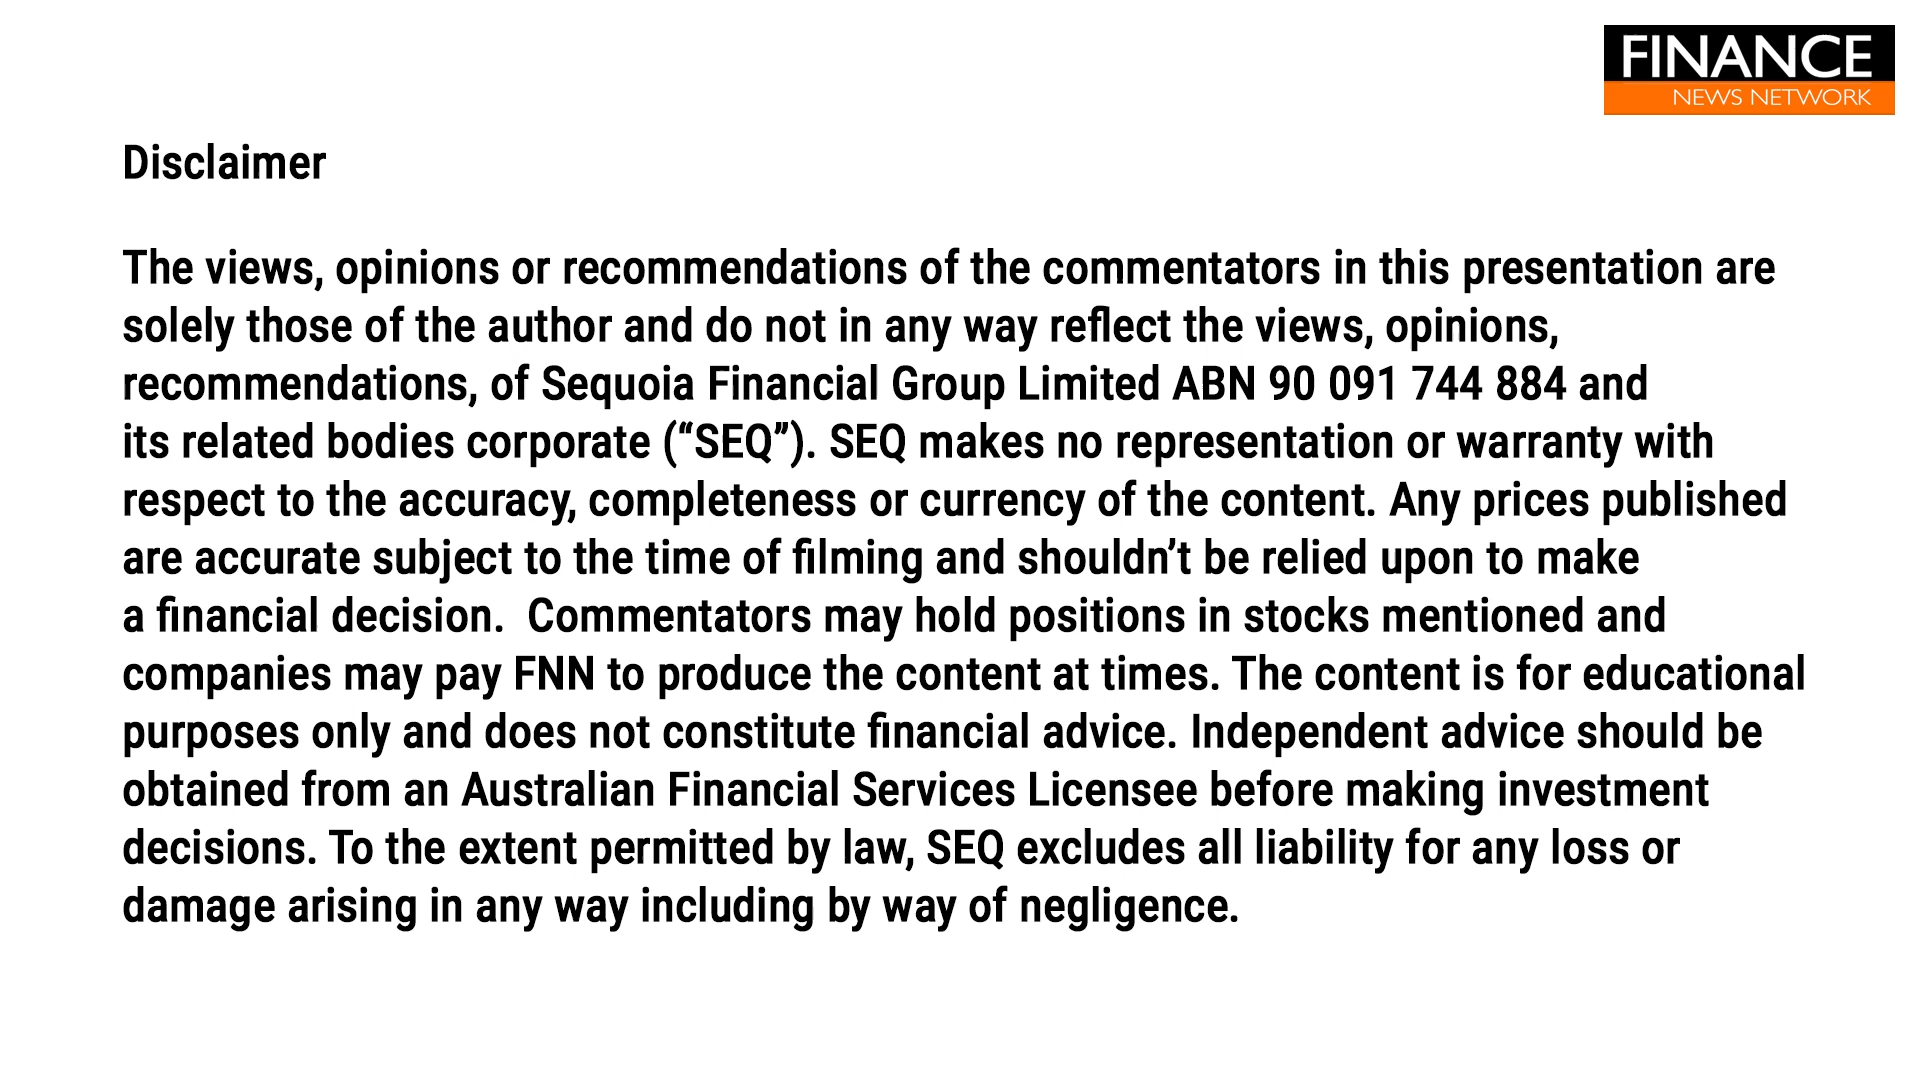 FINANCE
NEWS NETWORK
Disclaimer
The views, opinions or recommendations of the commentators in this presentation are
solely those of the author and do not in any way reflect the views, opinions,
recommendations, of Sequoia Financial Group Limited ABN 90 091 744 884 and
its related bodies corporate (“SEQ”). SEQ makes no representation or warranty with
respect to the accuracy, completeness or currency of the content. Any prices published
are accurate subject to the time of filming and shouldn’t be relied upon to make
a financial decision.  Commentators may hold positions in stocks mentioned and
companies may pay FNN to produce the content at times. The content is for educational
purposes only and does not constitute financial advice. Independent advice should be
obtained from an Australian Financial Services Licensee before making investment
decisions. To the extent permitted by law, SEQ excludes all liability for any loss or
damage arising in any way including by way of negligence.